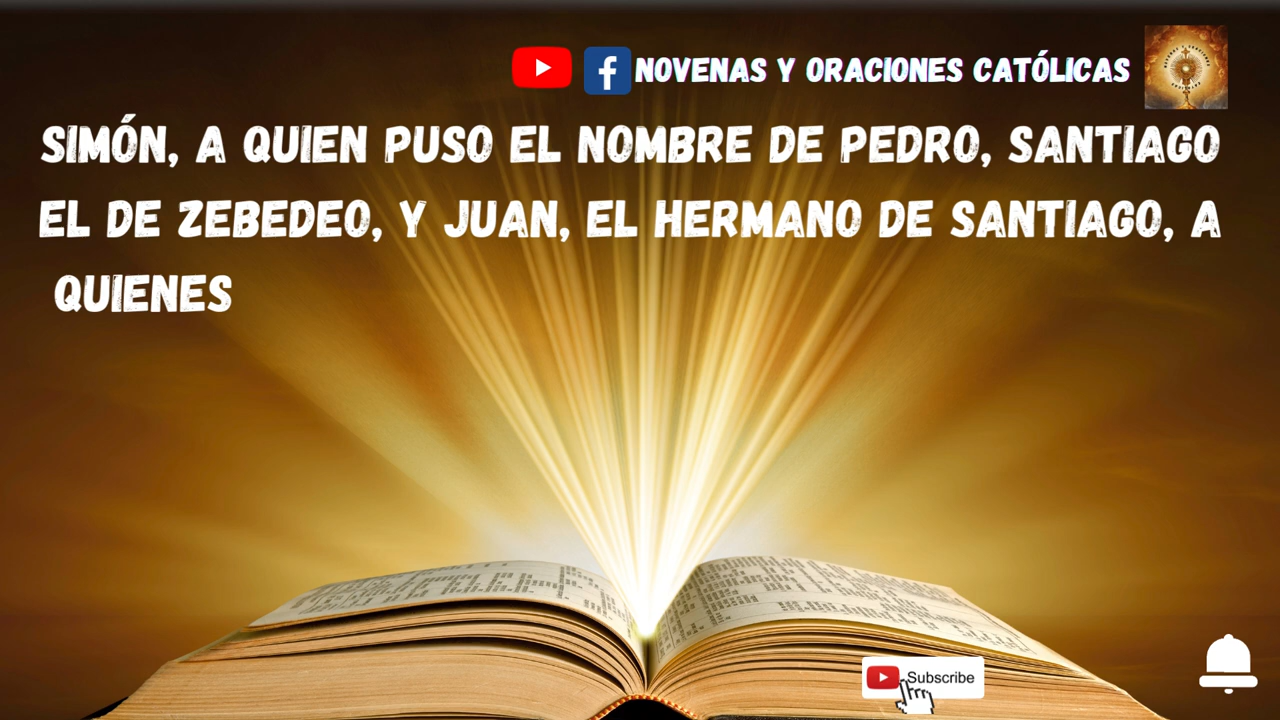 NOVENAS Y ORACIONES CATÓLICAS
SIMÓN, A QUIEN PUSO EL NOMBRE DE PEDRO, SANTIAGO
EL DE ZEBEDEO, Y JUAN, EL HERMANO DE SANTIAGO, A
QUIENES
Subscribe